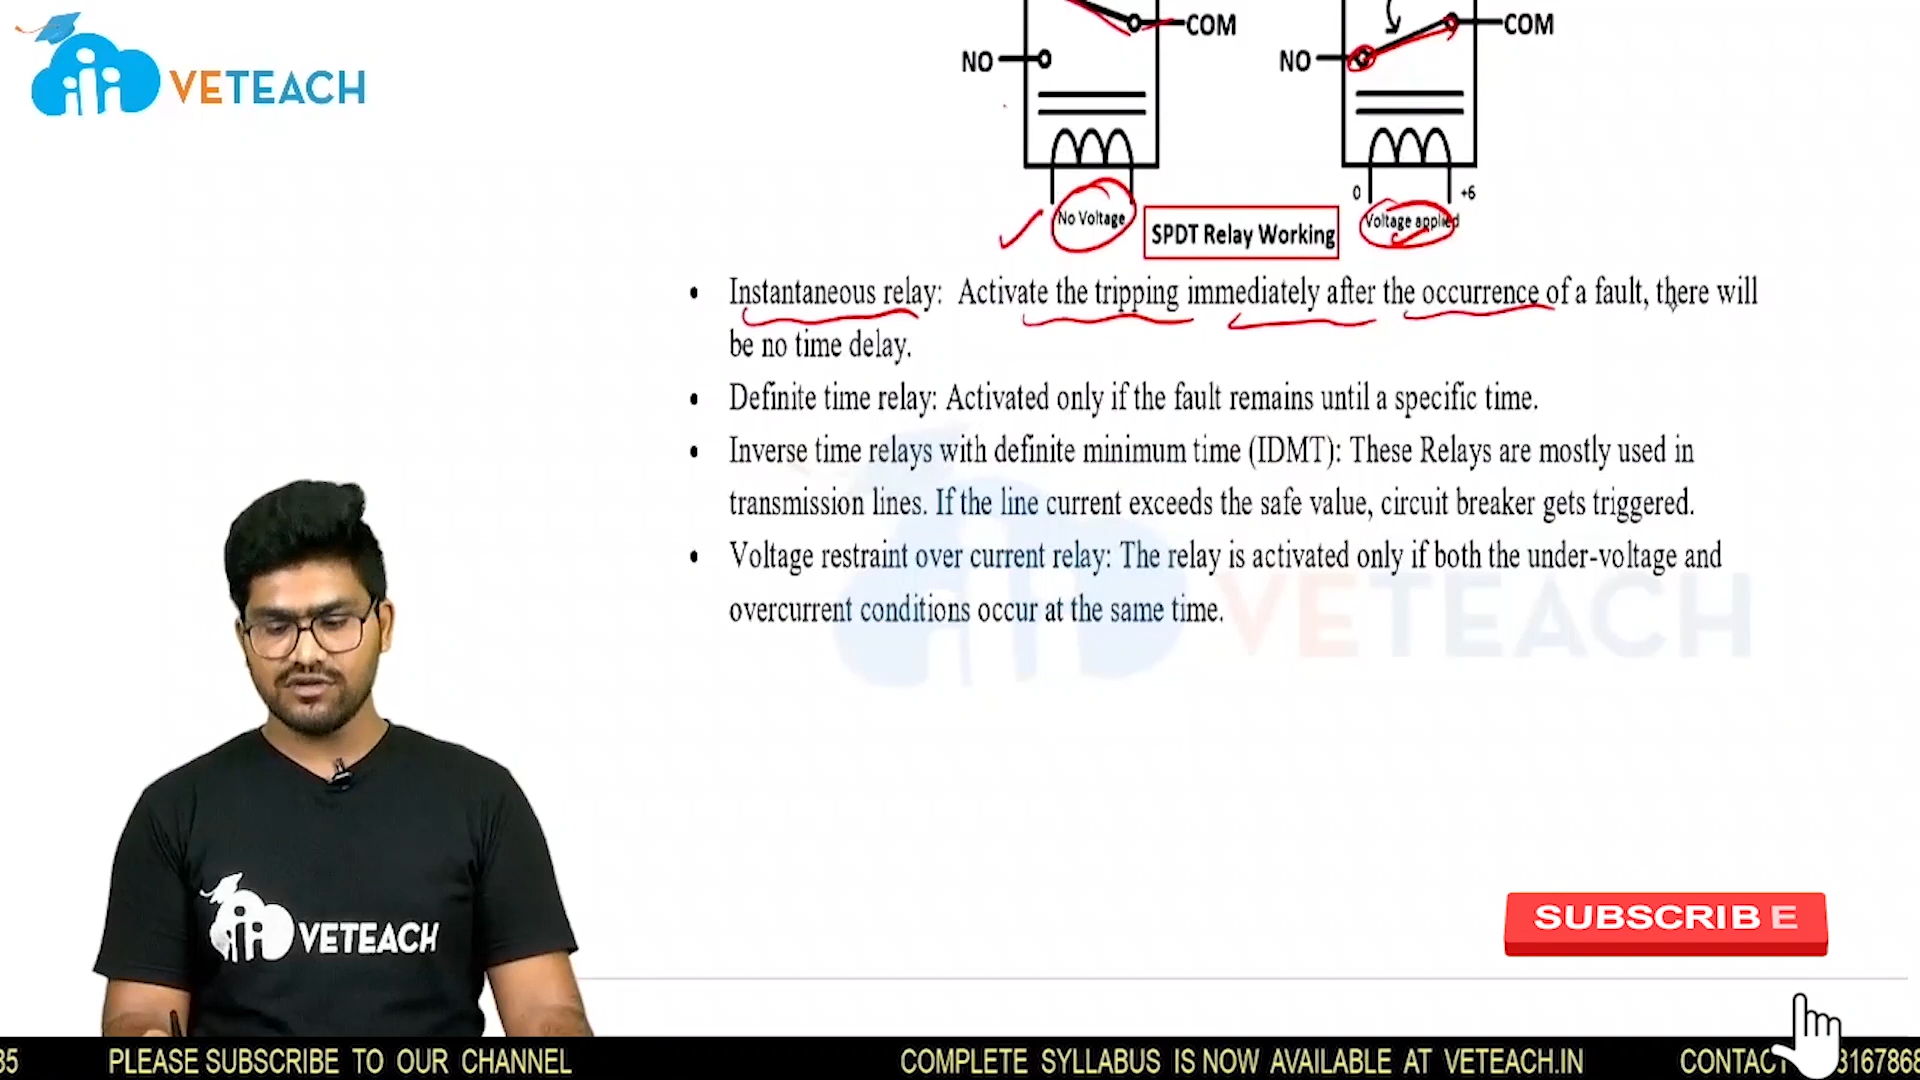 VETEACH
COM
COM
NO
NO
0
+6
No Voltage
Voltage applied
SPDT Relay Working
• Instantaneous relay: Activate the tripping immediately after the occurrence of a fault, there will
be no time delay.
• Definite time relay: Activated only if the fault remains until a specific time.
• Inverse time relays with definite minimum time (IDMT): These Relays are mostly used in
transmission lines. If the line current exceeds the safe value, circuit breaker gets triggered.
• Voltage restraint over current relay: The relay is activated only if both the under-voltage and
overcurrent conditions occur at the same time.
VETEACH
VETEACH
SUBSCRIBE
35 PLEASE SUBSCRIBE TO OUR CHANNEL COMPLETE SYLLABUS IS NOW AVAILABLE AT VETEACH.IN